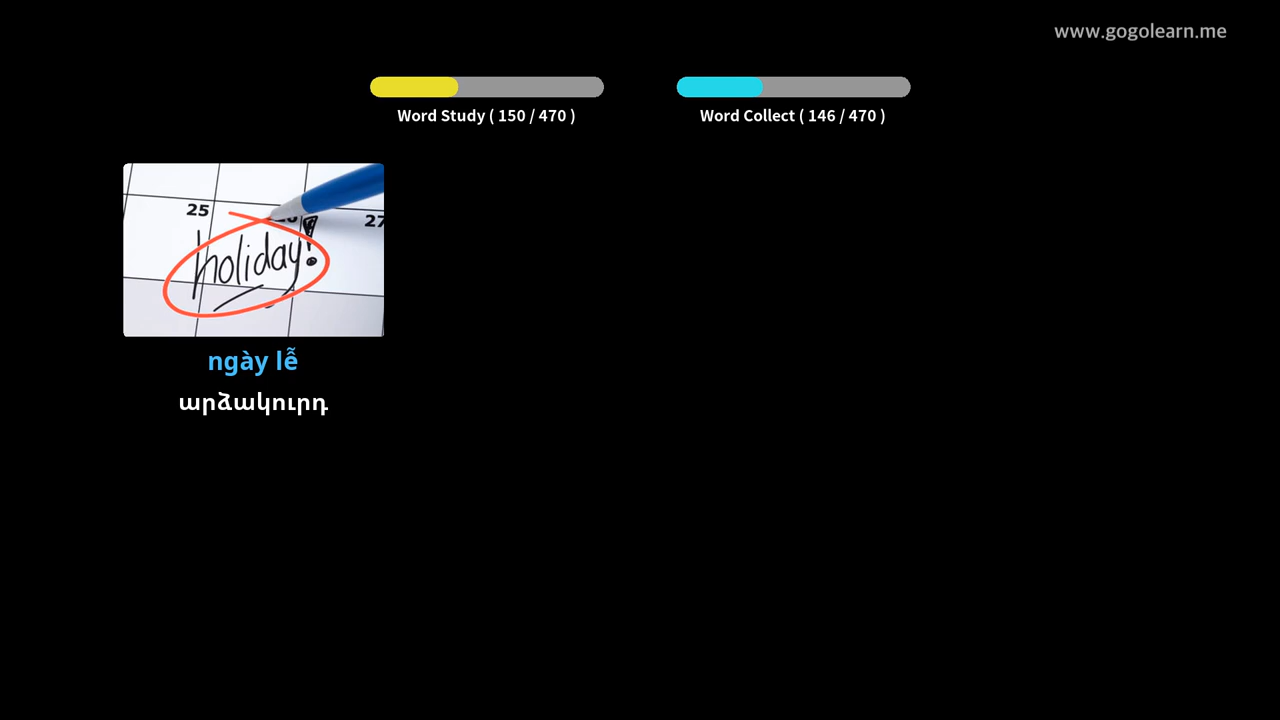 www.gogolearn.me
Word Study ( 150 / 470 )
Word Collect ( 146 / 470 )
25
27
holiday!
ngày lễ
արձակուրդ